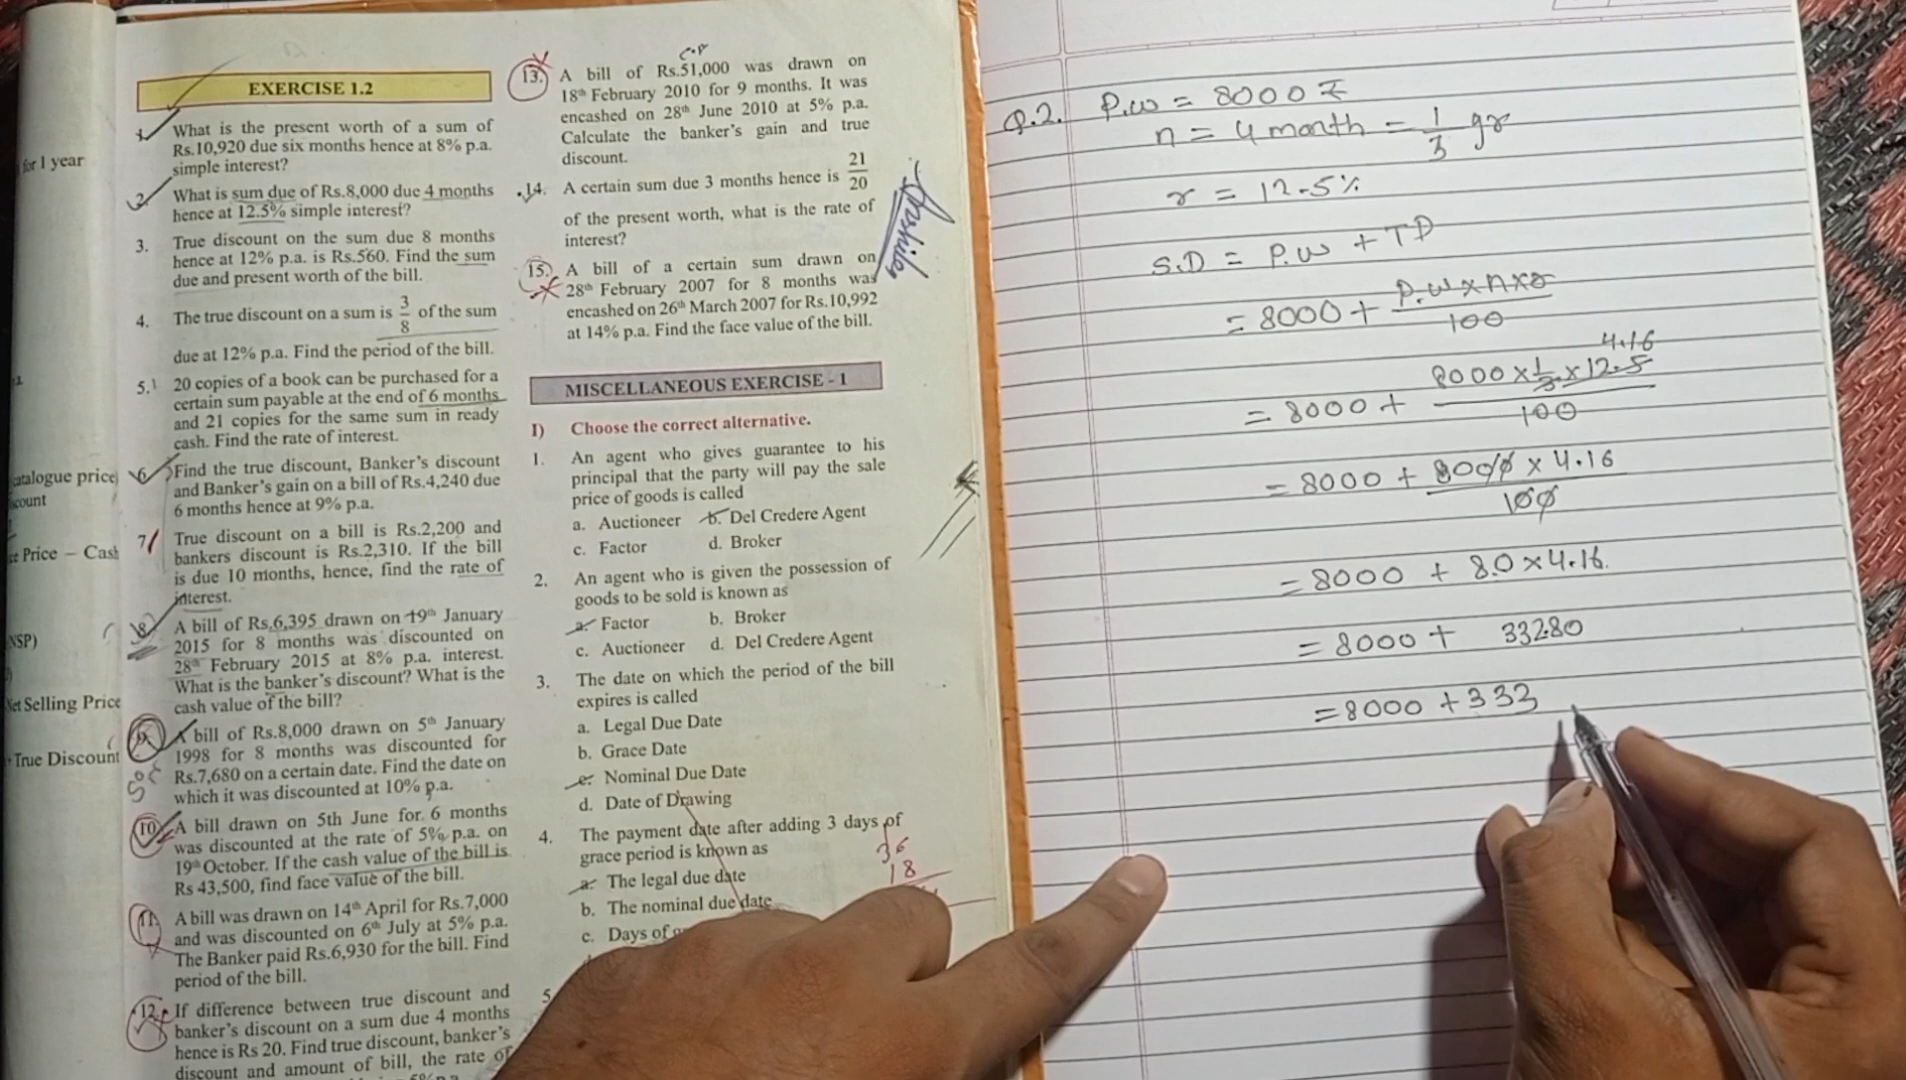 for 1 year
catalogue price
count
Price – Cash
NSP)
Net Selling Price
True Discount
EXERCISE 1.2
What is the present worth of a sum of
Rs.10,920 due six months hence at 8% p.a.
simple interest?
2. What is sum due of Rs.8,000 due 4 months
hence at 12.5% simple interest?
3. True discount on the sum due 8 months
hence at 12% p.a. is Rs.560. Find the sum
due and present worth of the bill.
4. The true discount on a sum is 3/8 of the sum
due at 12% p.a. Find the period of the bill.
5. 20 copies of a book can be purchased for a
certain sum payable at the end of 6 months
and 21 copies for the same sum in ready
cash. Find the rate of interest.
6. Find the true discount, Banker's discount
and Banker's gain on a bill of Rs.4,240 due
6 months hence at 9% p.a.
7. True discount on a bill is Rs.2,200 and
bankers discount is Rs.2,310. If the bill
is due 10 months, hence, find the rate of
interest.
8. A bill of Rs.6,395 drawn on 19th January
2015 for 8 months was discounted on
28th February 2015 at 8% p.a. interest.
What is the banker's discount? What is the
cash value of the bill?
A bill of Rs.8,000 drawn on 5th January
1998 for 8 months was discounted for
Rs.7,680 on a certain date. Find the date on
which it was discounted at 10% p.a.
10. A bill drawn on 5th June for 6 months
was discounted at the rate of 5% p.a. on
19th October. If the cash value of the bill is
Rs 43,500, find face value of the bill.
11. A bill was drawn on 14th April for Rs.7,000
and was discounted on 6th July at 5% p.a.
The Banker paid Rs.6,930 for the bill. Find
period of the bill.
12. If difference between true discount and
banker's discount on a sum due 4 months
hence is Rs 20. Find true discount, banker's
discount and amount of bill, the rate of
C.P
13. A bill of Rs.51,000 was drawn on
18th February 2010 for 9 months. It was
encashed on 28th June 2010 at 5% p.a.
Calculate the banker's gain and true
discount.
14. A certain sum due 3 months hence is 21/20
of the present worth, what is the rate of
interest?
15. A bill of a certain sum drawn on
28th February 2007 for 8 months was
encashed on 26th March 2007 for Rs.10,992
at 14% p.a. Find the face value of the bill.
MISCELLANEOUS EXERCISE - 1
I) Choose the correct alternative.
1. An agent who gives guarantee to his
principal that the party will pay the sale
price of goods is called
a. Auctioneer b. Del Credere Agent
c. Factor d. Broker
2. An agent who is given the possession of
goods to be sold is known as
a. Factor b. Broker
c. Auctioneer d. Del Credere Agent
3. The date on which the period of the bill
expires is called
a. Legal Due Date
b. Grace Date
c. Nominal Due Date
d. Date of Drawing
4. The payment date after adding 3 days of
grace period is known as
a. The legal due date
b. The nominal due date
c. Days of
5
36
18
Q.2. P.W = 8000 ₹
n = 4 month = 1/3 yr
r = 12.5%
S.D = P.W + TD
= 8000 + P.W×n×r/100
4.16
= 8000 + 8000×1/3×12.5/100
= 8000 + 8000 × 4.16/100
= 8000 + 80 × 4.16
= 8000 + 332.80
= 8000 + 333